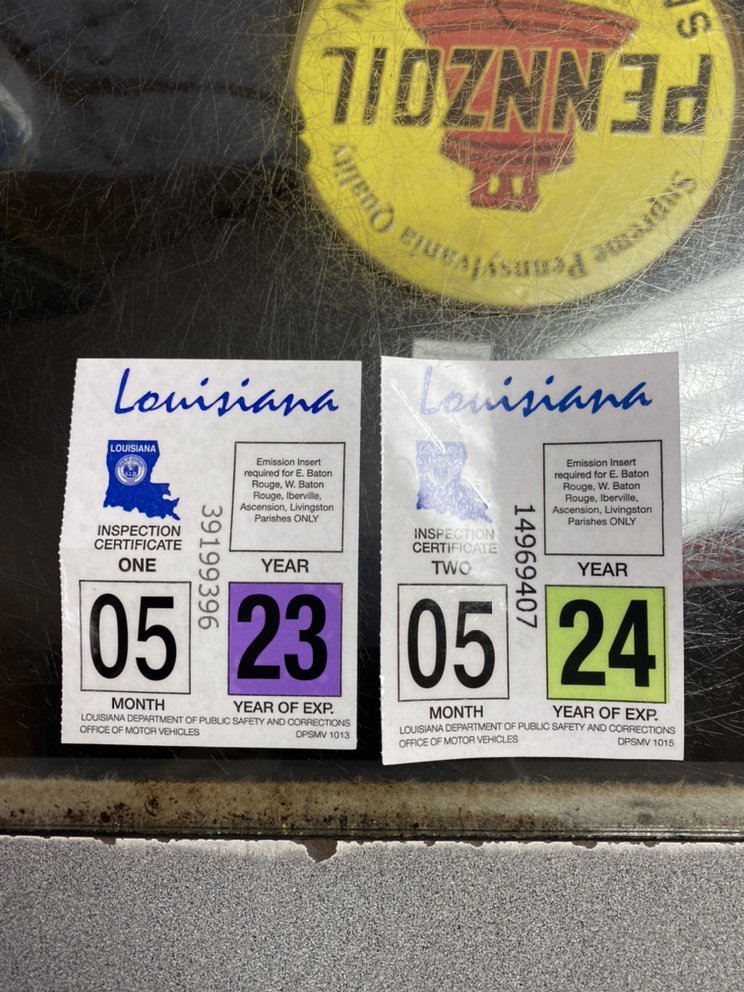 PENNZOIL
Supreme Pennsylvania Quality
Louisiana
LOUISIANA
INSPECTION
CERTIFICATE
ONE
Emission Insert
required for E. Baton
Rouge, W. Baton
Rouge, Iberville,
Ascension, Livingston
Parishes ONLY
39199396
YEAR
05
23
MONTH
YEAR OF EXP.
LOUISIANA DEPARTMENT OF PUBLIC SAFETY AND CORRECTIONS
OFFICE OF MOTOR VEHICLES
DPSMV 1013
Louisiana
LOUISIANA
INSPECTION
CERTIFICATE
TWO
Emission Insert
required for E. Baton
Rouge, W. Baton
Rouge, Iberville,
Ascension, Livingston
Parishes ONLY
14969407
YEAR
05
24
MONTH
YEAR OF EXP.
LOUISIANA DEPARTMENT OF PUBLIC SAFETY AND CORRECTIONS
OFFICE OF MOTOR VEHICLES
DPSMV 1015